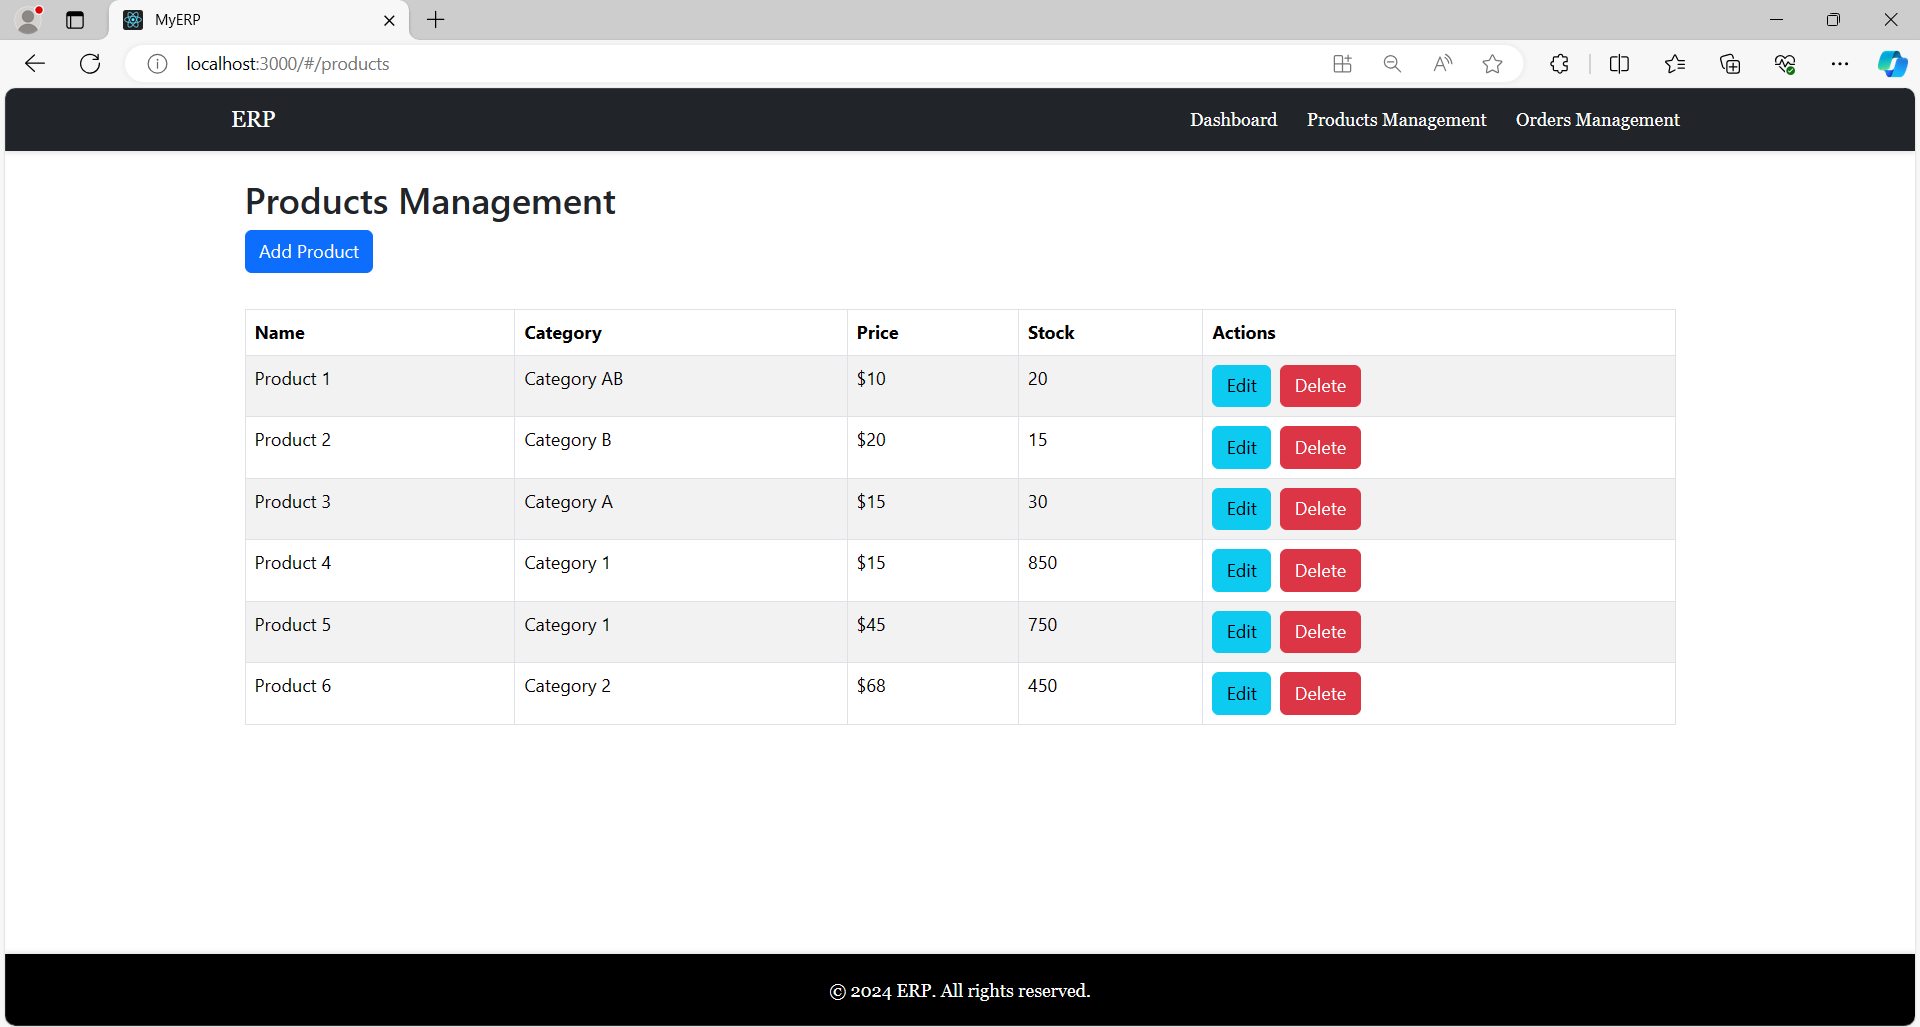 MyERP
localhost:3000/#/products
ERP Dashboard Products Management Orders Management
Products Management
Add Product
Name Category Price Stock Actions
Product 1 Category AB $10 20 Edit Delete
Product 2 Category B $20 15 Edit Delete
Product 3 Category A $15 30 Edit Delete
Product 4 Category 1 $15 850 Edit Delete
Product 5 Category 1 $45 750 Edit Delete
Product 6 Category 2 $68 450 Edit Delete
© 2024 ERP. All rights reserved.